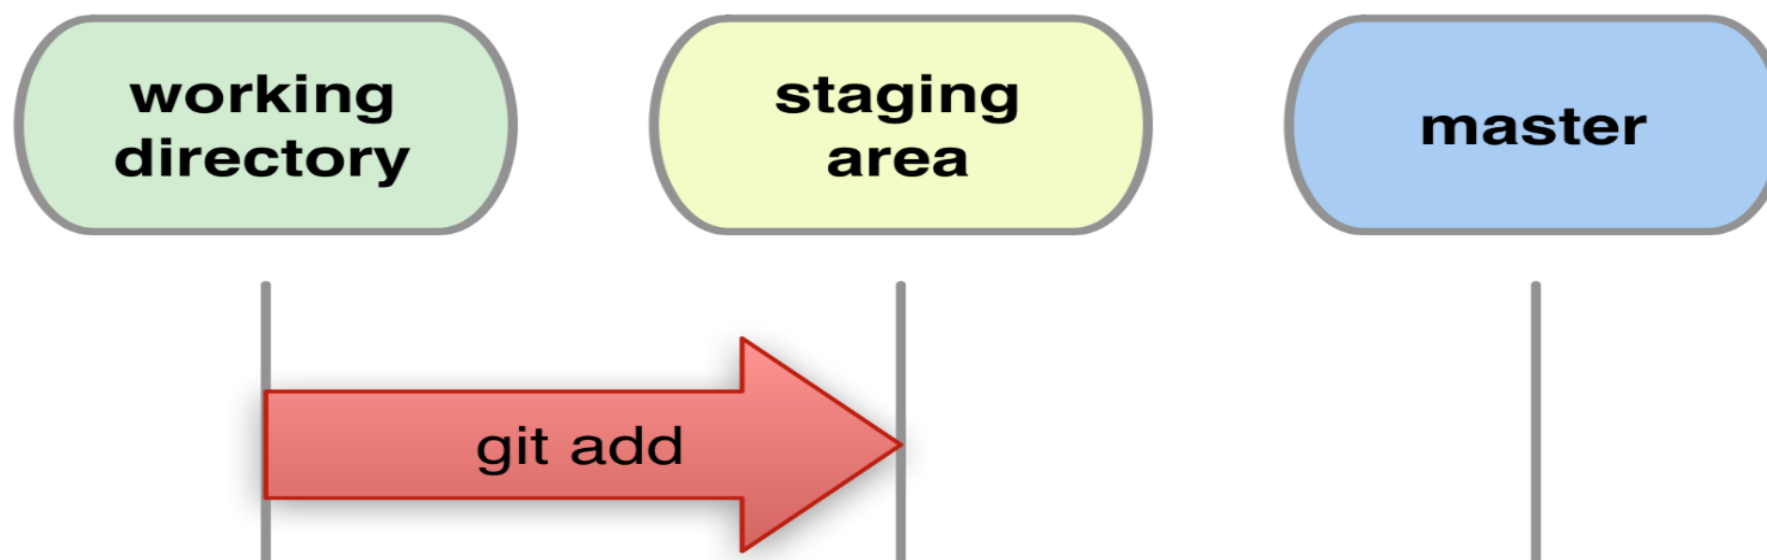 working
directory
staging
area
master
git add